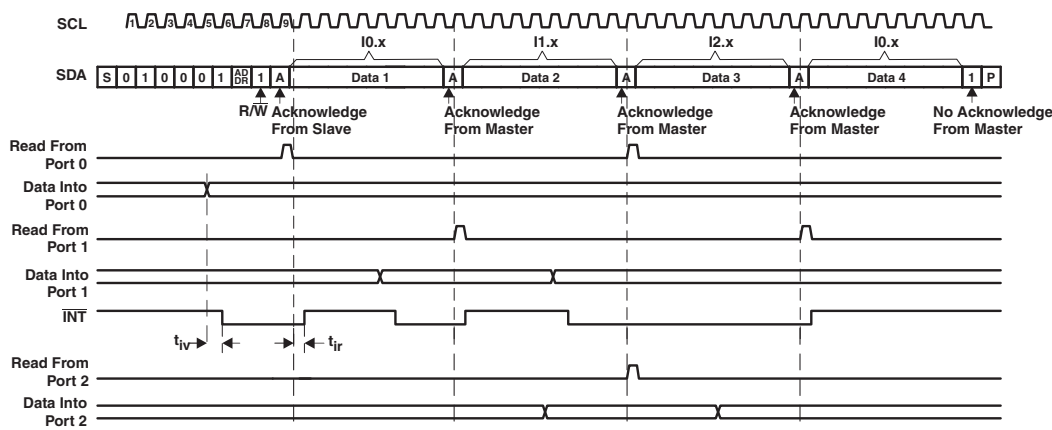 SCL 1 2 3 4 5 6 7 8 9
I0.x I1.x I2.x I0.x
SDA S 0 1 0 0 0 1 AD DR 1 A Data 1 A Data 2 A Data 3 A Data 4 1 P
R/W Acknowledge From Slave
Acknowledge From Master
Acknowledge From Master
Acknowledge From Master
No Acknowledge From Master
Read From
Port 0
Data Into
Port 0
Read From
Port 1
Data Into
Port 1
INT
tiv tir
Read From
Port 2
Data Into
Port 2